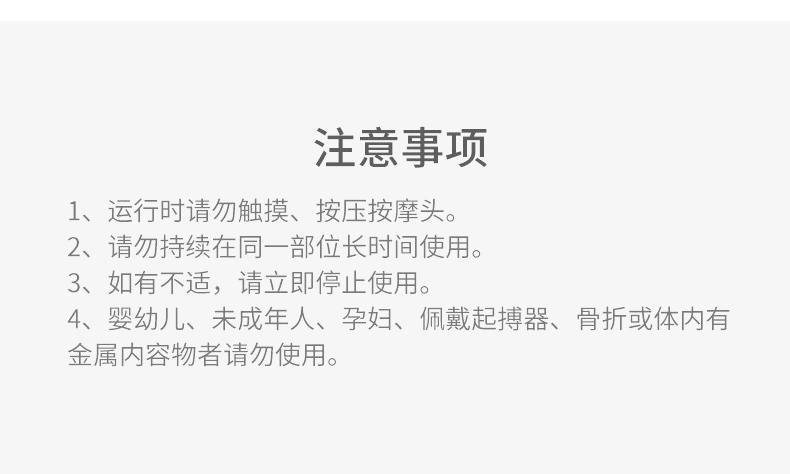 注意事项
1、运行时请勿触摸、按压按摩头。
2、请勿持续在同一部位长时间使用。
3、如有不适，请立即停止使用。
4、婴幼儿、未成年人、孕妇、佩戴起搏器、骨折或体内有
金属内容物者请勿使用。